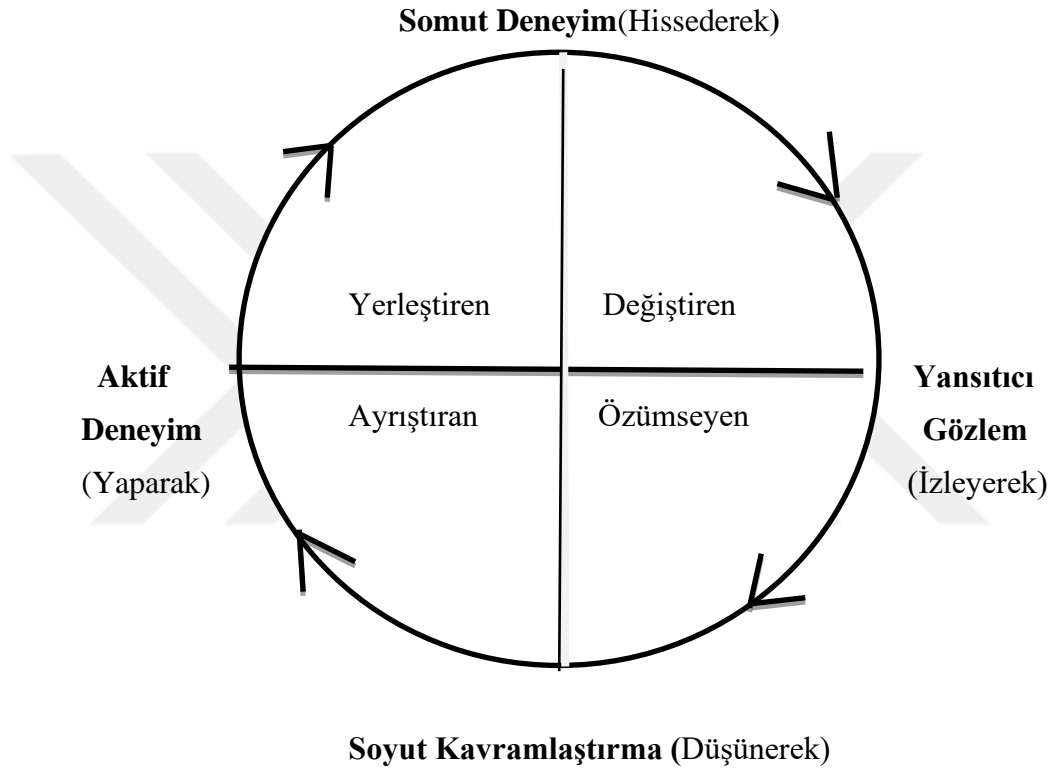 Somut Deneyim(Hissederek)
Yerleştiren
Değiştiren
Aktif
Deneyim
(Yaparak)
Ayrıştıran
Özümseyen
Yansıtıcı
Gözlem
(İzleyerek)
Soyut Kavramlaştırma (Düşünerek)